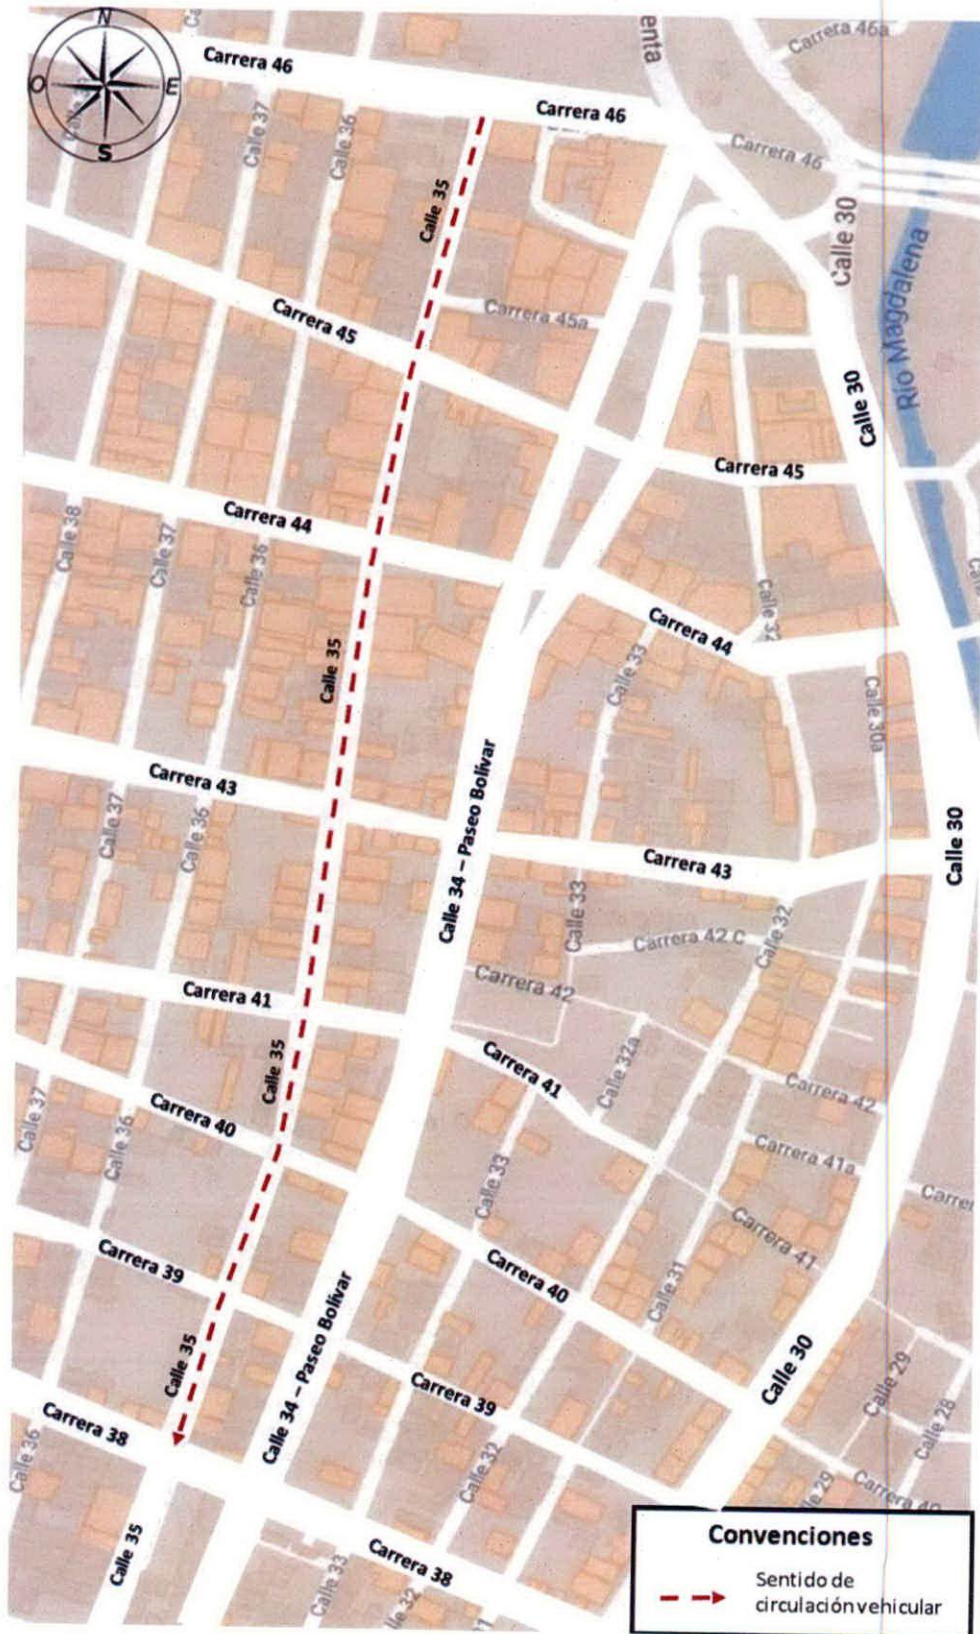 N
O
E
S
Carrera 46
enta
Carrera 46a
Carrera 46
Calle 37
Calle 36
Carrera 46
Calle 35
Calle 30
Río Magdalena
Carrera 45a
Carrera 45
Calle 30
Carrera 45
Carrera 44
Calle 38
Calle 37
Calle 36
Calle 32
Carrera 44
Calle 35
Calle 33
Calle 30a
Carrera 43
Calle 37
Calle 36
Calle 34 – Paseo Bolívar
Carrera 43
Calle 30
Calle 33
Carrera 42 C
Calle 32
Carrera 42
Carrera 41
Calle 35
Carrera 41
Calle 32a
Carrera 42
Carrera 40
Calle 37
Calle 36
Carrera 41a
Calle 33
Carrera 41
Carrera 39
Carrera 40
Calle 31
Calle 35
Calle 34 – Paseo Bolívar
Calle 30
Carrera 39
Calle 29
Calle 28
Carrera 38
Calle 36
Calle 32
Carrera 40
Calle 35
Carrera 38
Calle 33
Convenciones
Sentido de
circulación vehicular